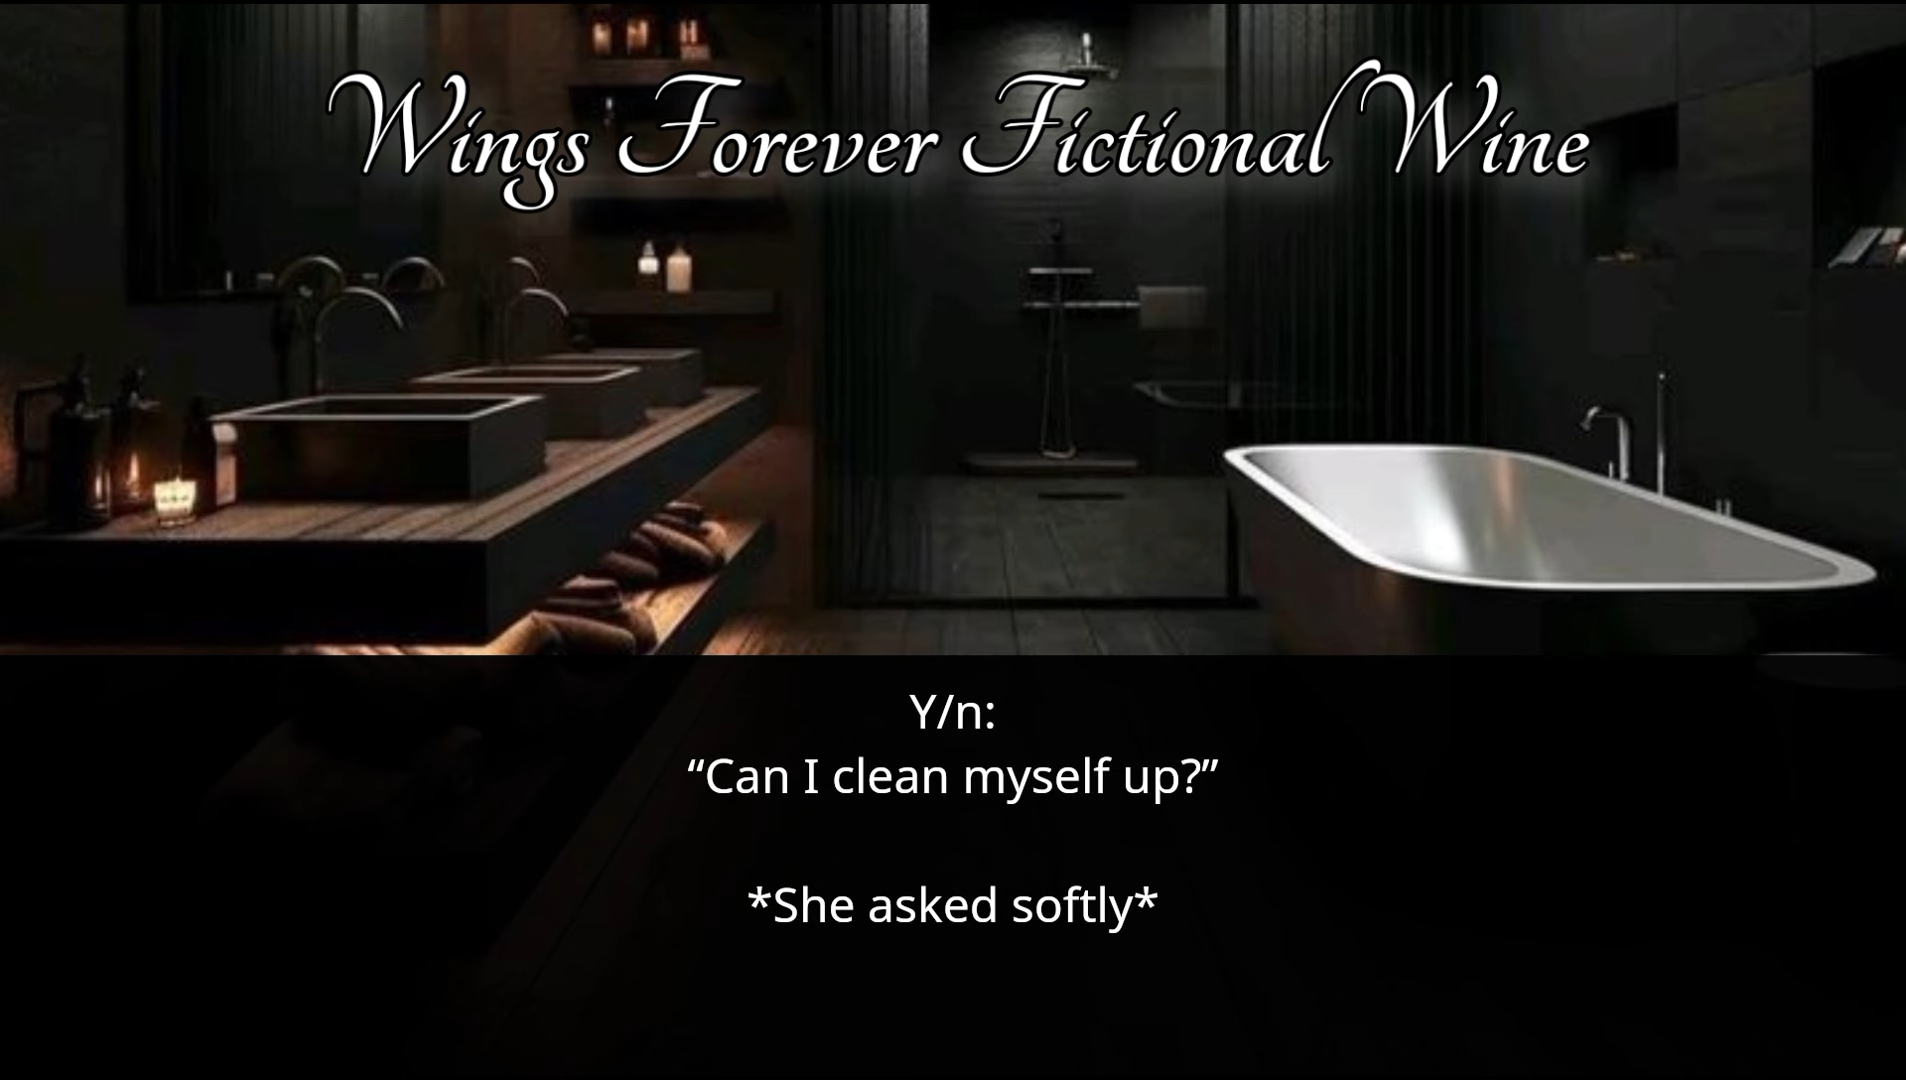 Wings Forever Fictional Wine
Y/n:
“Can I clean myself up?”
*She asked softly*